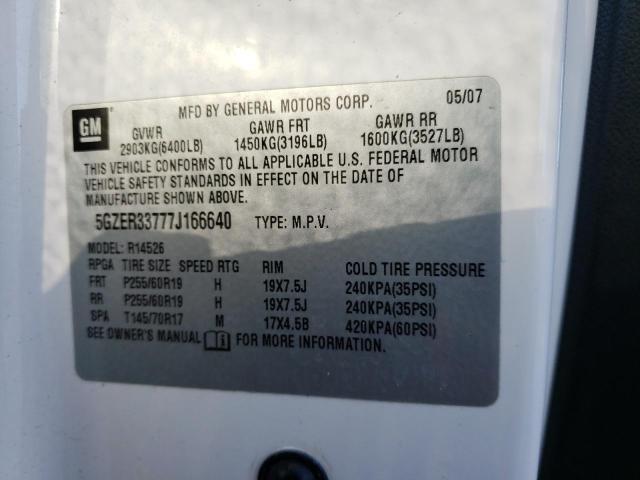 MFD BY GENERAL MOTORS CORP. 05/07
GM
GVWR GAWR FRT GAWR RR
2903KG(6400LB) 1450KG(3196LB) 1600KG(3527LB)
THIS VEHICLE CONFORMS TO ALL APPLICABLE U.S. FEDERAL MOTOR
VEHICLE SAFETY STANDARDS IN EFFECT ON THE DATE OF
MANUFACTURE SHOWN ABOVE.
5GZER33777J166640 TYPE: M.P.V.
MODEL: R14526
RPGA TIRE SIZE SPEED RTG RIM COLD TIRE PRESSURE
FRT P255/60R19 H 19X7.5J 240KPA(35PSI)
RR P255/60R19 H 19X7.5J 240KPA(35PSI)
SPA T145/70R17 M 17X4.5B 420KPA(60PSI)
SEE OWNER'S MANUAL FOR MORE INFORMATION.